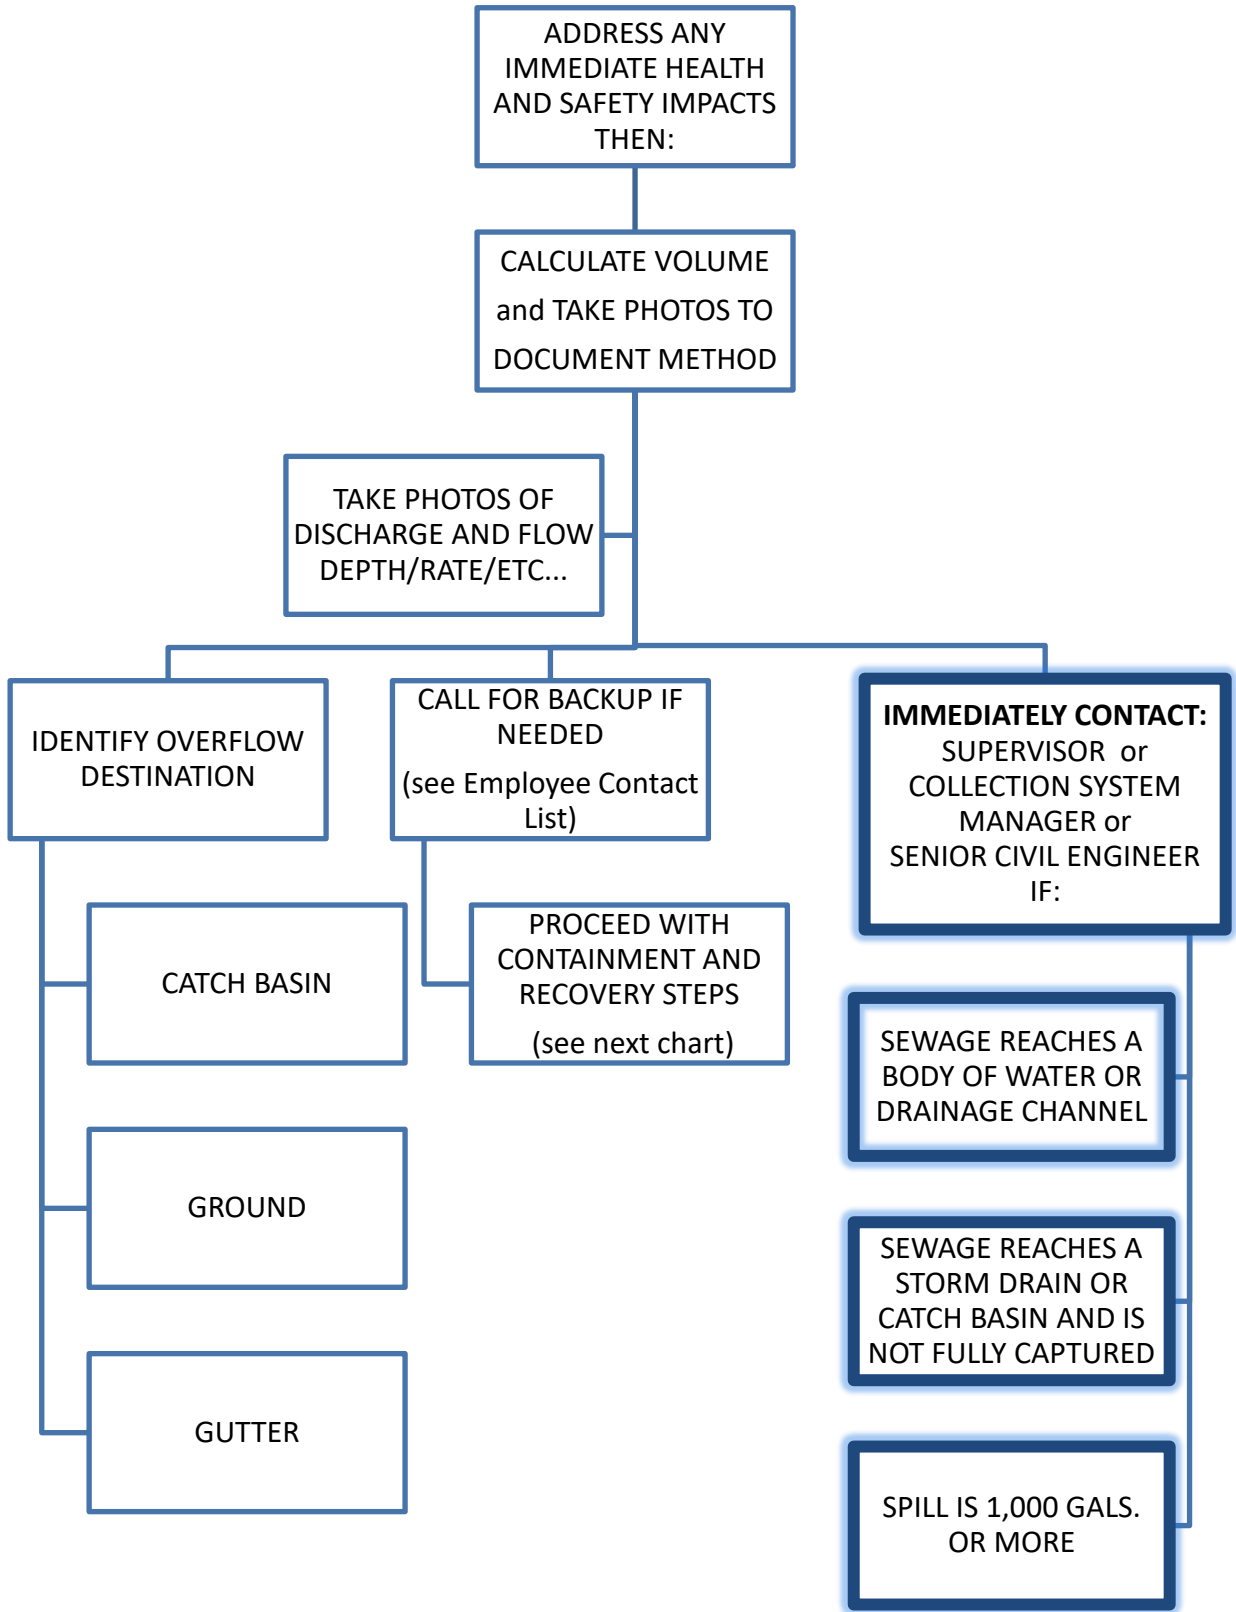 ADDRESS ANY
IMMEDIATE HEALTH
AND SAFETY IMPACTS
THEN:
CALCULATE VOLUME
and TAKE PHOTOS TO
DOCUMENT METHOD
TAKE PHOTOS OF
DISCHARGE AND FLOW
DEPTH/RATE/ETC...
IDENTIFY OVERFLOW
DESTINATION
CATCH BASIN
GROUND
GUTTER
CALL FOR BACKUP IF
NEEDED
(see Employee Contact
List)
PROCEED WITH
CONTAINMENT AND
RECOVERY STEPS
(see next chart)
IMMEDIATELY CONTACT:
SUPERVISOR or
COLLECTION SYSTEM
MANAGER or
SENIOR CIVIL ENGINEER
IF:
SEWAGE REACHES A
BODY OF WATER OR
DRAINAGE CHANNEL
SEWAGE REACHES A
STORM DRAIN OR
CATCH BASIN AND IS
NOT FULLY CAPTURED
SPILL IS 1,000 GALS.
OR MORE